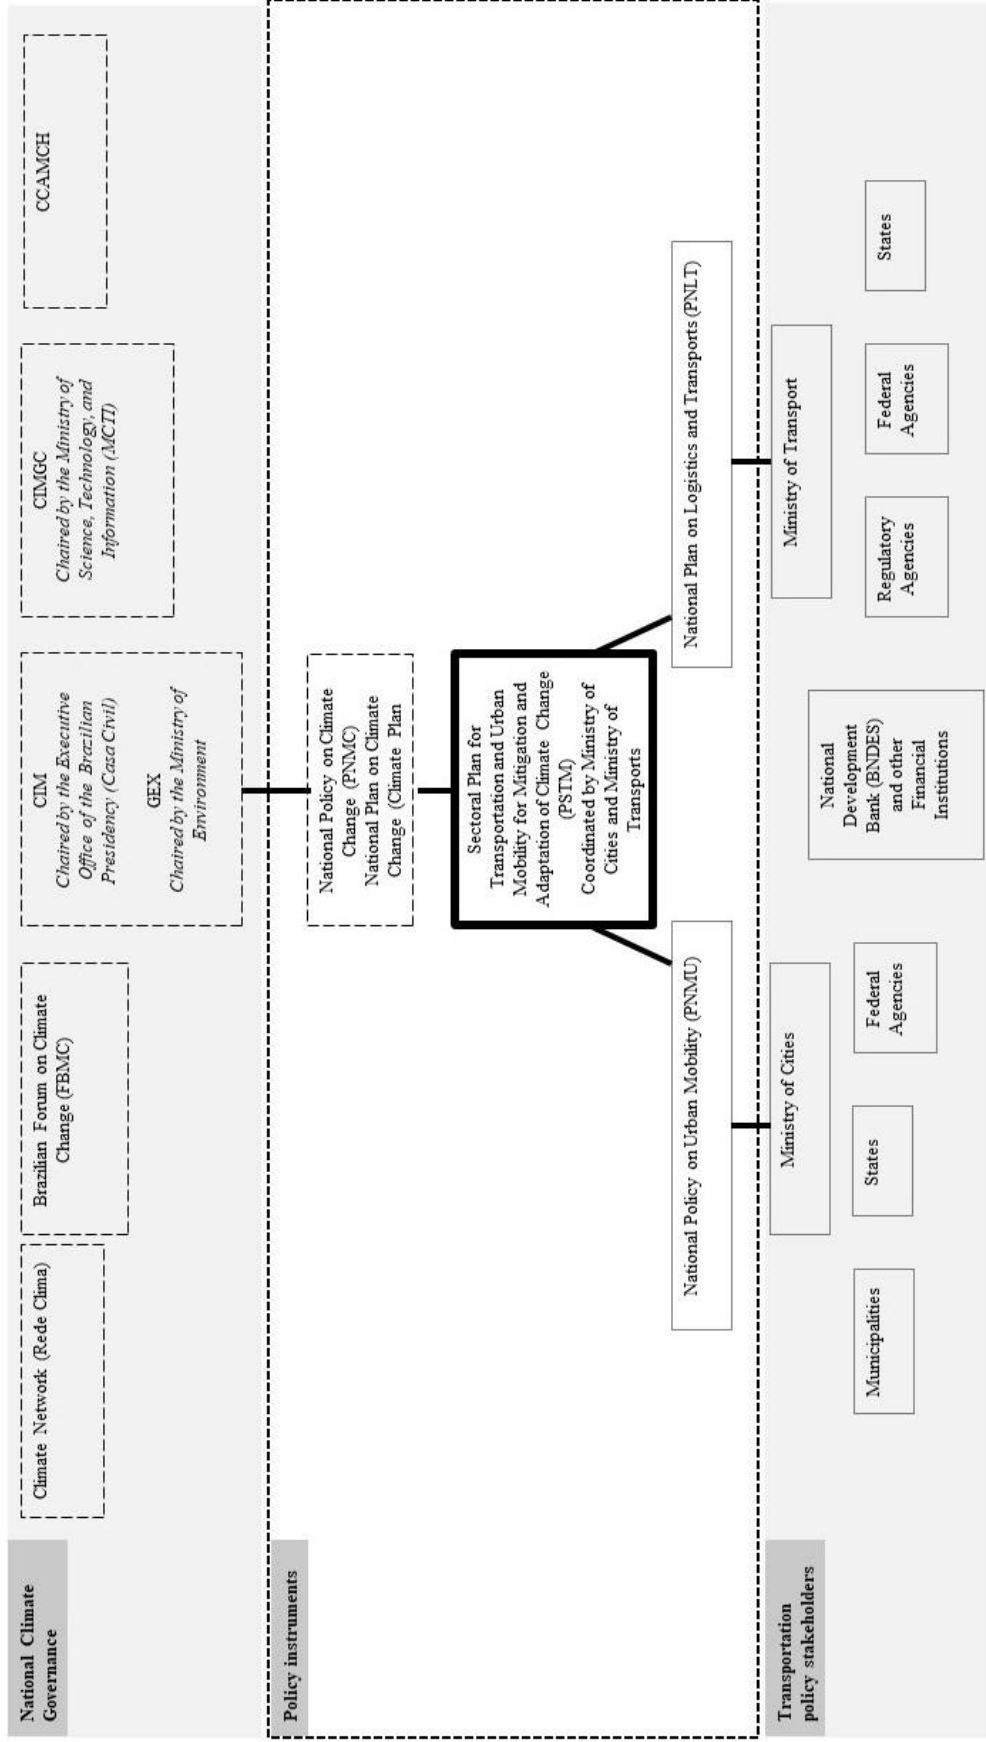 National Climate
Governance
Climate Network (Rede Clima)
Brazilian Forum on Climate
Change (FBMC)
CIM
Chaired by the Executive
Office of the Brazilian
Presidency (Casa Civil)
GEX
Chaired by the Ministry of
Environment
CIMGC
Chaired by the Ministry of
Science, Technology, and
Information (MCTI)
CCAMCH
Policy instruments
National Policy on Climate
Change (PNMC)
National Plan on Climate
Change (Climate Plan
Sectoral Plan for
Transportation and Urban
Mobility for Mitigation and
Adaptation of Climate Change
(PSTM)
Coordinated by Ministry of
Cities and Ministry of
Transports
National Policy on Urban Mobility (PNMU)
National Plan on Logistics and Transports (PNLT)
Transportation
policy stakeholders
Ministry of Cities
Municipalities
States
Federal
Agencies
National
Development
Bank (BNDES)
and other
Financial
Institutions
Ministry of Transport
Regulatory
Agencies
Federal
Agencies
States